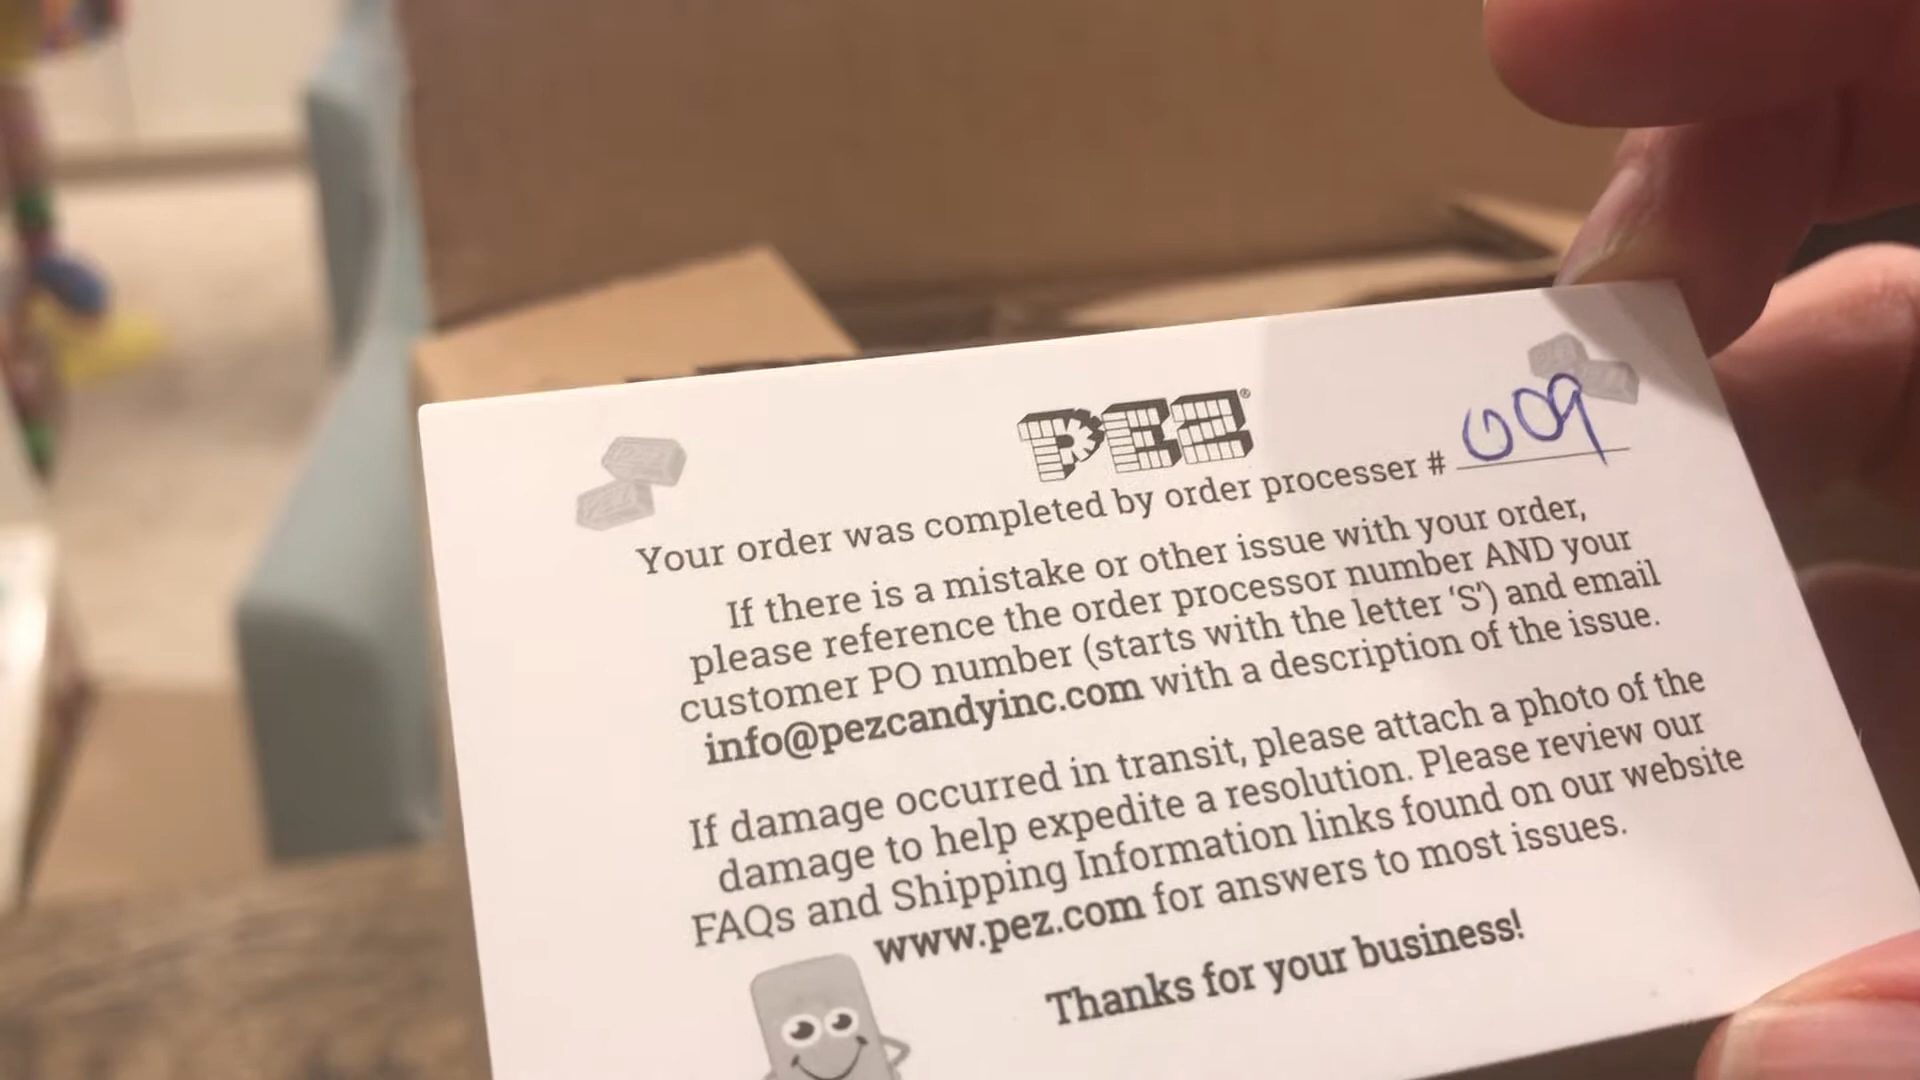 PEZ®
Your order was completed by order processer # 009
If there is a mistake or other issue with your order,
please reference the order processor number AND your
customer PO number (starts with the letter ‘S’) and email
info@pezcandyinc.com with a description of the issue.
If damage occurred in transit, please attach a photo of the
damage to help expedite a resolution. Please review our
FAQs and Shipping Information links found on our website
www.pez.com for answers to most issues.
Thanks for your business!